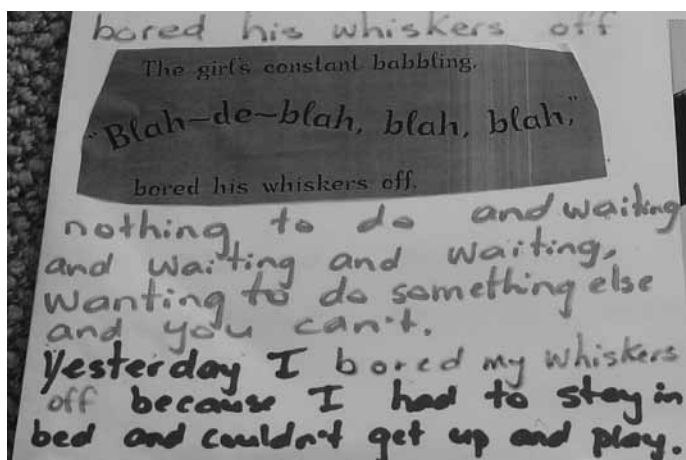 bored his whiskers off
The girl's constant babbling.
"Blah-de-blah, blah, blah,"
bored his whiskers off.
nothing to do and waiting
and waiting and waiting,
wanting to do something else
and you can't.
Yesterday I bored my whiskers
off because I had to stay in
bed and couldn't get up and play.